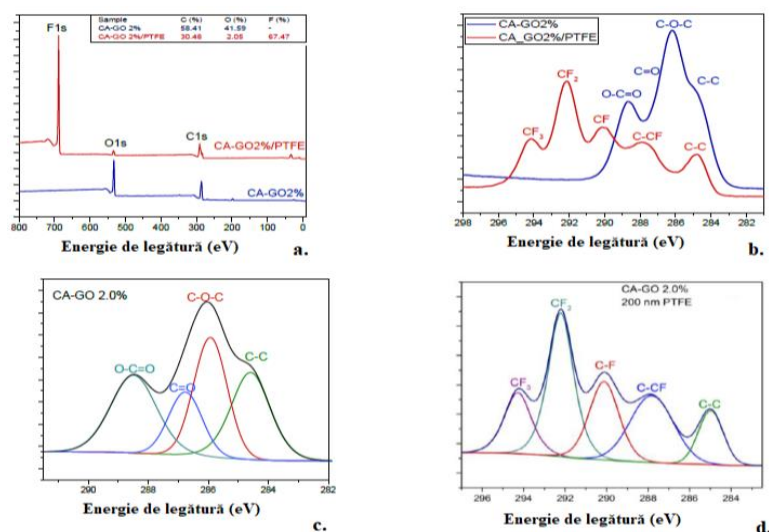 Sample C (%) O (%) F (%)
CA-GO 2% 58.41 41.59 -
CA-GO 2%/PTFE 30.48 2.05 67.47
F1s
O1s
C1s
CA-GO2%/PTFE
CA-GO2%
800 700 600 500 400 300 200 100 0
Energie de legătură (eV)
a.
CA-GO2%
CA_GO2%/PTFE
C-O-C
C=O
O-C=O
C-C
CF₂
CF₃
CF
C-CF
C-C
298 296 294 292 290 288 286 284 282
Energie de legătură (eV)
b.
CA-GO 2.0%
C-O-C
O-C=O
C=O
C-C
290 288 286 284 282
Energie de legătură (eV)
c.
CA-GO 2.0%
200 nm PTFE
CF₃
C-F
C-CF
C-C
296 294 292 290 288 286 284
Energie de legătură (eV)
d.